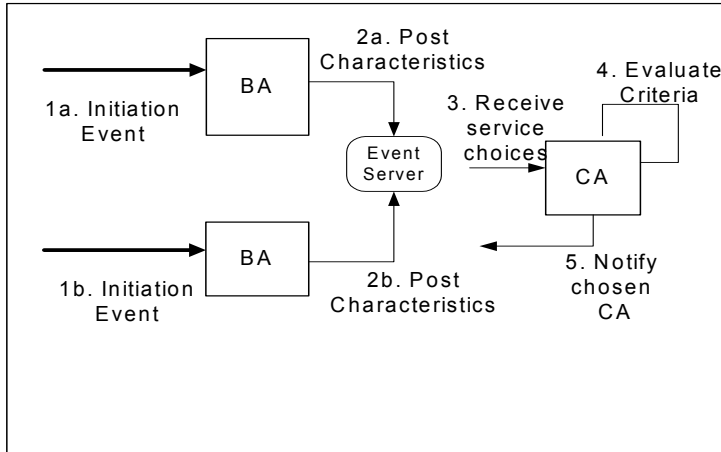 2a. Post
Characteristics
BA
1a. Initiation
Event
4. Evaluate
Criteria
3. Receive
service
choices
Event
Server
CA
BA
1b. Initiation
Event
2b. Post
Characteristics
5. Notify
chosen
CA